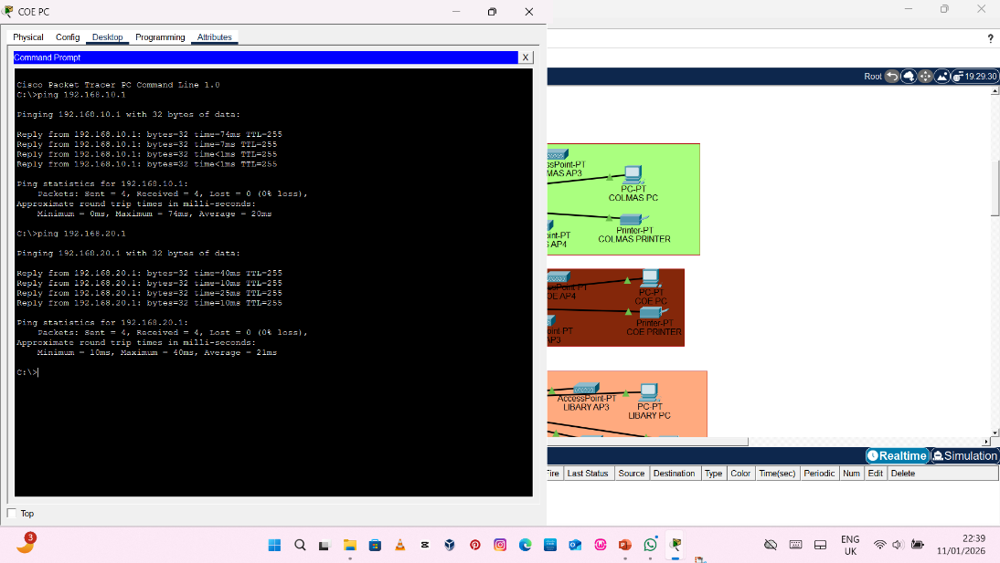 COE PC
Physical Config Desktop Programming Attributes
Command Prompt
X
Cisco Packet Tracer PC Command Line 1.0
C:\>ping 192.168.10.1
Pinging 192.168.10.1 with 32 bytes of data:
Reply from 192.168.10.1: bytes=32 time=74ms TTL=255
Reply from 192.168.10.1: bytes=32 time=7ms TTL=255
Reply from 192.168.10.1: bytes=32 time<1ms TTL=255
Reply from 192.168.10.1: bytes=32 time<1ms TTL=255
Ping statistics for 192.168.10.1:
Packets: Sent = 4, Received = 4, Lost = 0 (0% loss),
Approximate round trip times in milli-seconds:
Minimum = 0ms, Maximum = 74ms, Average = 20ms
C:\>ping 192.168.20.1
Pinging 192.168.20.1 with 32 bytes of data:
Reply from 192.168.20.1: bytes=32 time=40ms TTL=255
Reply from 192.168.20.1: bytes=32 time=10ms TTL=255
Reply from 192.168.20.1: bytes=32 time=25ms TTL=255
Reply from 192.168.20.1: bytes=32 time=10ms TTL=255
Ping statistics for 192.168.20.1:
Packets: Sent = 4, Received = 4, Lost = 0 (0% loss),
Approximate round trip times in milli-seconds:
Minimum = 10ms, Maximum = 40ms, Average = 21ms
C:\>
Top
?
Root
19:29:30
essPoint-PT
MAS AP3
PC-PT
COLMAS PC
oint-PT
S AP4
Printer-PT
COLMAS PRINTER
essPoint-PT
OE AP4
PC-PT
COE PC
oint-PT
AP3
Printer-PT
COE PRINTER
AccessPoint-PT
LIBARY AP3
PC-PT
LIBARY PC
Realtime Simulation
Fire Last Status Source Destination Type Color Time(sec) Periodic Num Edit Delete
3
ENG
UK
22:39
11/01/2026